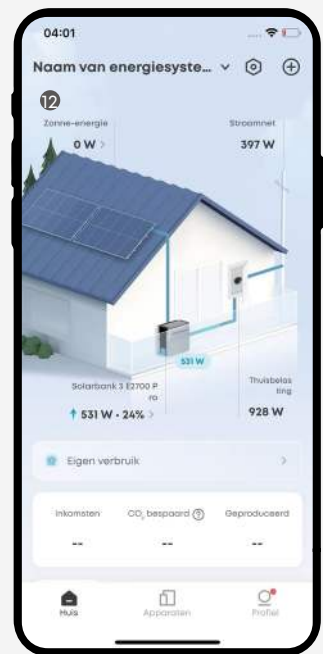 04:01
Naam van energiesyste...
12
Zonne-energie
0 W >
Stroomnet
397 W
531 W
Solarbank 3 E2700 P
ro
↑ 531 W · 24% >
Thuisbelas
ting
928 W
Eigen verbruik >
Inkomsten
CO₂ bespaard ?
Geproduceerd
--
--
--
Huis
Apparaten
Profiel